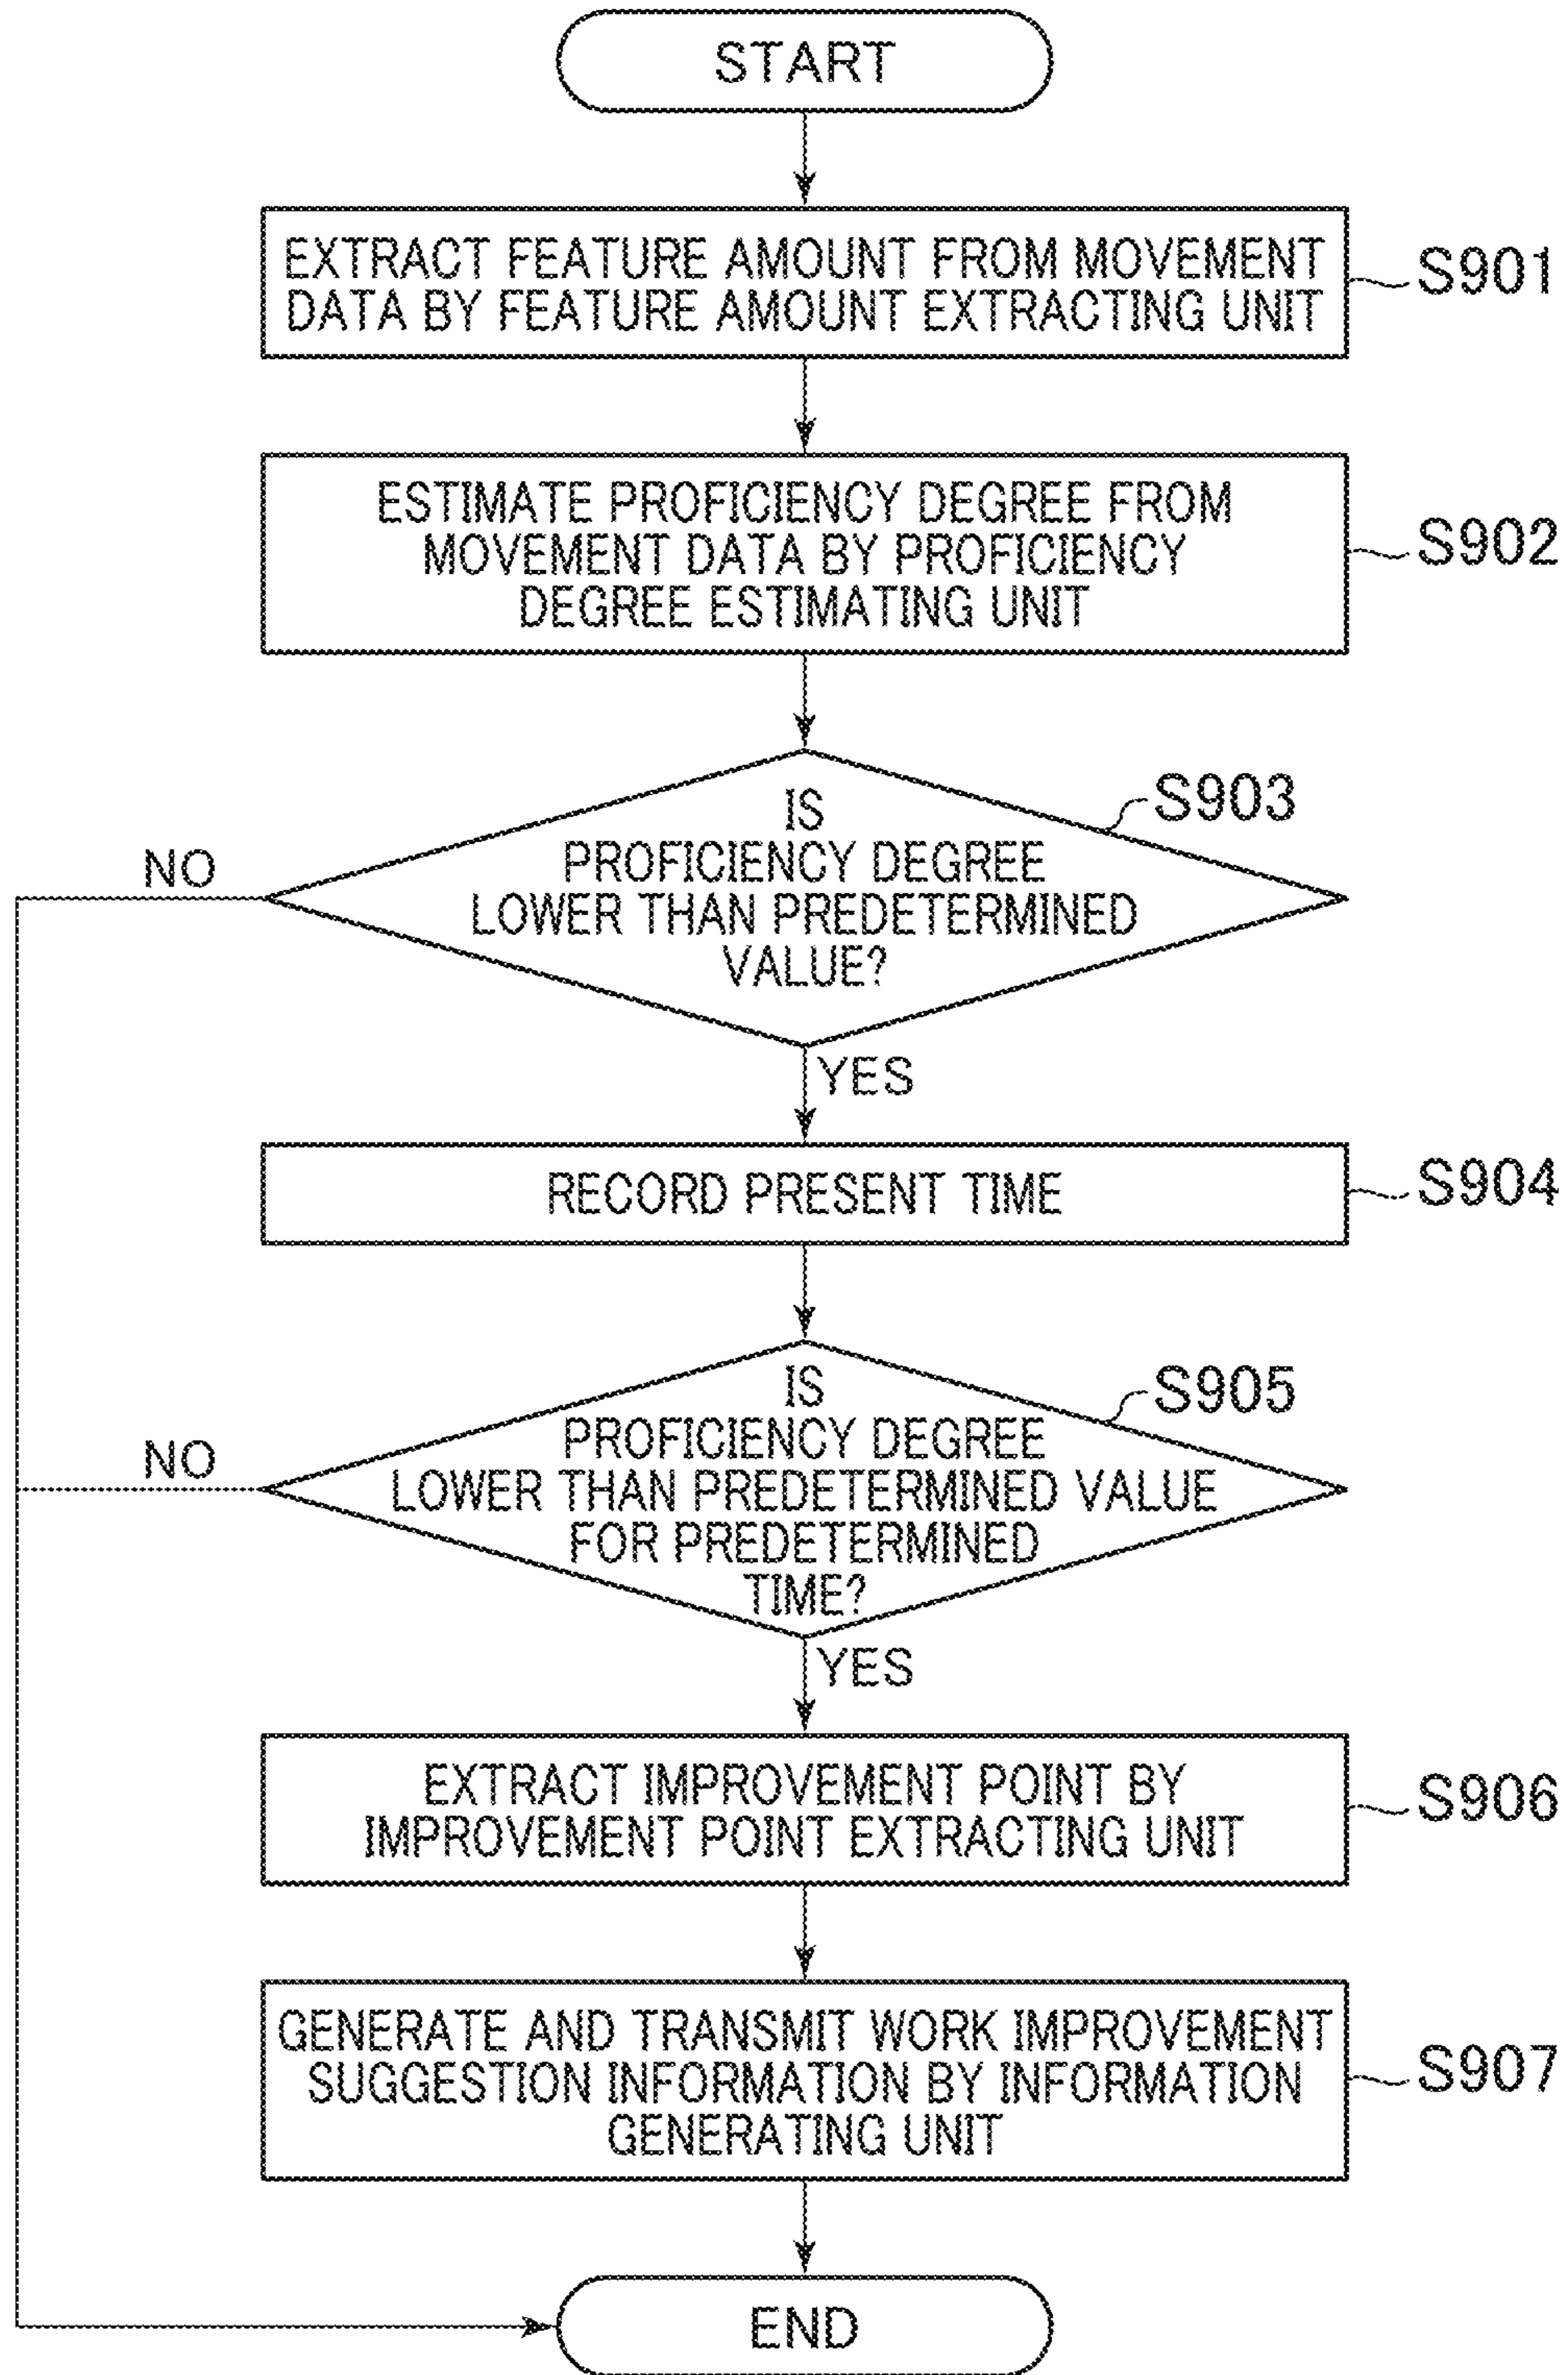 START
EXTRACT FEATURE AMOUNT FROM MOVEMENT
DATA BY FEATURE AMOUNT EXTRACTING UNIT
S901
ESTIMATE PROFICIENCY DEGREE FROM
MOVEMENT DATA BY PROFICIENCY
DEGREE ESTIMATING UNIT
S902
IS
PROFICIENCY DEGREE
LOWER THAN PREDETERMINED
VALUE?
S903
NO
YES
RECORD PRESENT TIME
S904
IS
PROFICIENCY DEGREE
LOWER THAN PREDETERMINED VALUE
FOR PREDETERMINED
TIME?
S905
NO
YES
EXTRACT IMPROVEMENT POINT BY
IMPROVEMENT POINT EXTRACTING UNIT
S906
GENERATE AND TRANSMIT WORK IMPROVEMENT
SUGGESTION INFORMATION BY INFORMATION
GENERATING UNIT
S907
END